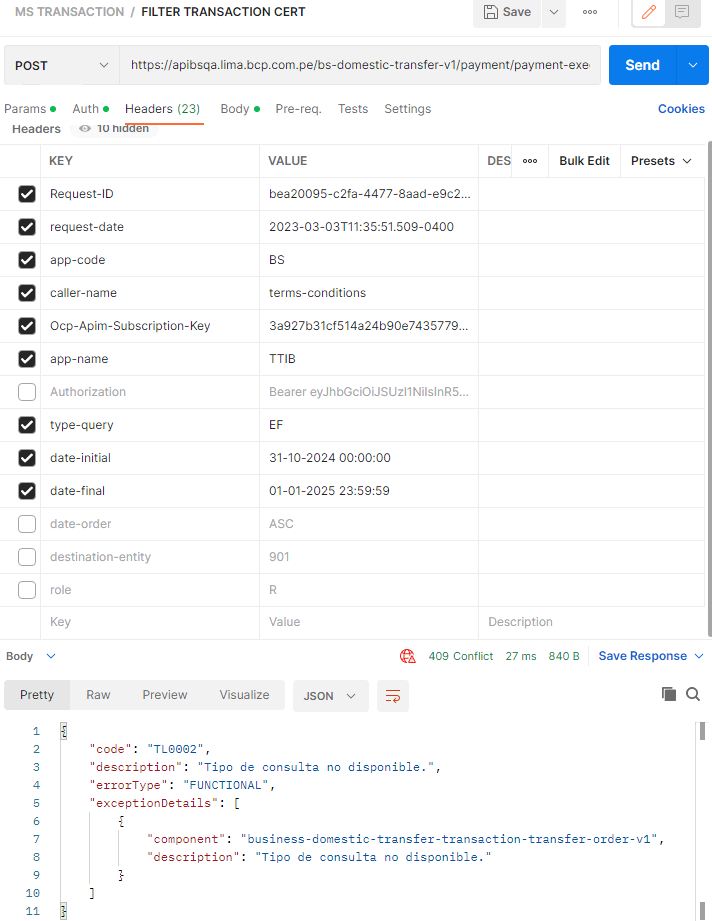 MS TRANSACTION / FILTER TRANSACTION CERT
Save
POST https://apibsqa.lima.bcp.com.pe/bs-domestic-transfer-v1/payment/payment-exe
Send
Params Auth Headers (23) Body Pre-req. Tests Settings Cookies
Headers 10 hidden
KEY VALUE DES Bulk Edit Presets
Request-ID bea20095-c2fa-4477-8aad-e9c2...
request-date 2023-03-03T11:35:51.509-0400
app-code BS
caller-name terms-conditions
Ocp-Apim-Subscription-Key 3a927b31cf514a24b90e7435779...
app-name TTIB
Authorization Bearer eyJhbGciOiJSUzI1NiIsInR5...
type-query EF
date-initial 31-10-2024 00:00:00
date-final 01-01-2025 23:59:59
date-order ASC
destination-entity 901
role R
Key Value Description
Body 409 Conflict 27 ms 840 B Save Response
Pretty Raw Preview Visualize JSON
1 {
2 "code": "TL0002",
3 "description": "Tipo de consulta no disponible.",
4 "errorType": "FUNCTIONAL",
5 "exceptionDetails": [
6 {
7 "component": "business-domestic-transfer-transaction-transfer-order-v1",
8 "description": "Tipo de consulta no disponible."
9 }
10 ]
11 }